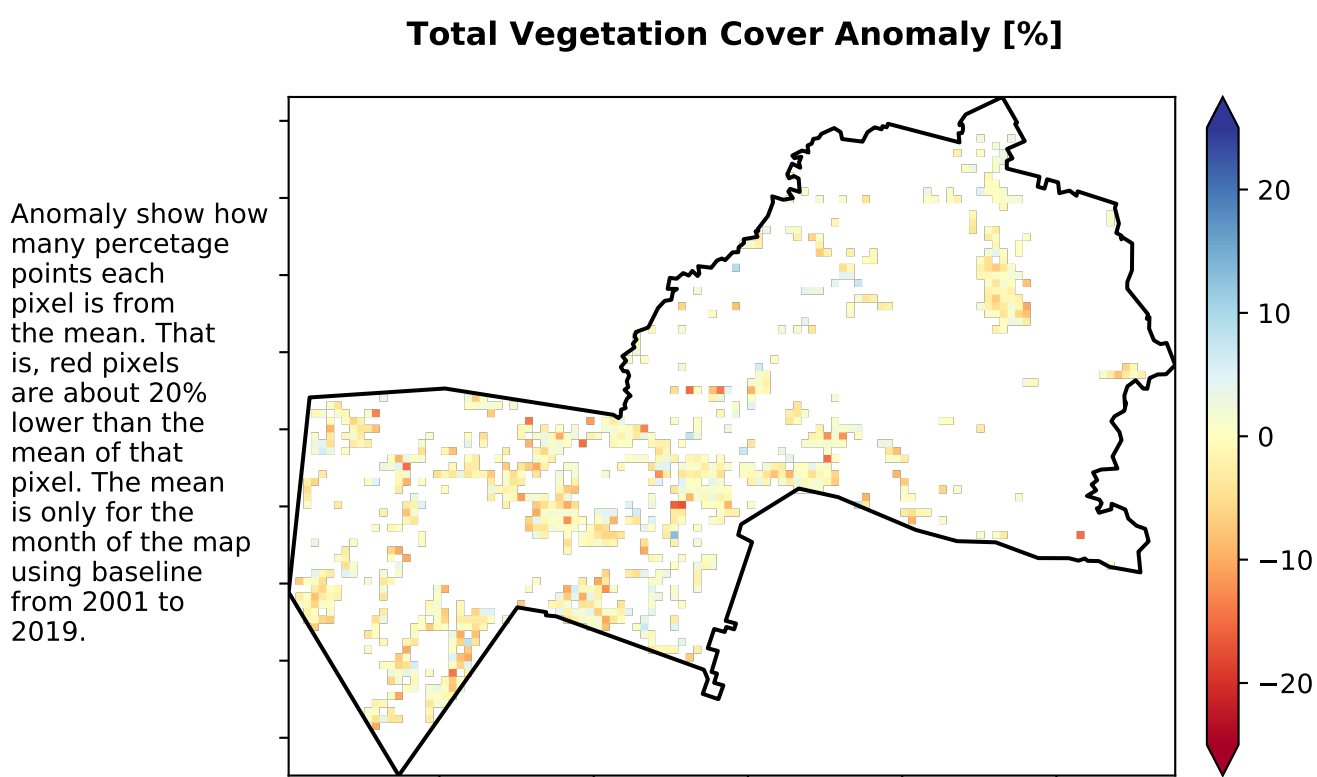 Total Vegetation Cover Anomaly [%]
Anomaly show how
many percetage
points each
pixel is from
the mean. That
is, red pixels
are about 20%
lower than the
mean of that
pixel. The mean
is only for the
month of the map
using baseline
from 2001 to
2019.
20
10
0
−10
−20